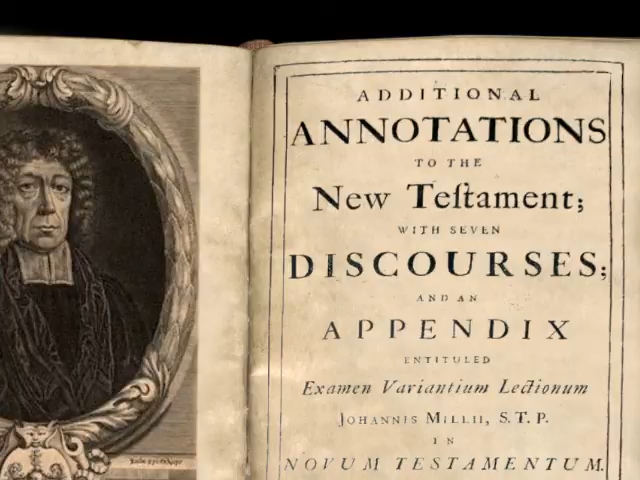 ADDITIONAL
ANNOTATIONS
TO THE
New Teſtament;
WITH SEVEN
DISCOURSES;
AND AN
APPENDIX
ENTITULED
Examen Variantium Lectionum
JOHANNIS MILLII, S. T. P.
IN
NOVUM TESTAMENTUM.